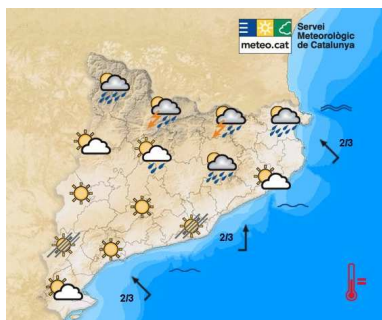 Servei
Meteorològic
de Catalunya
meteo.cat
2/3
2/3
2/3